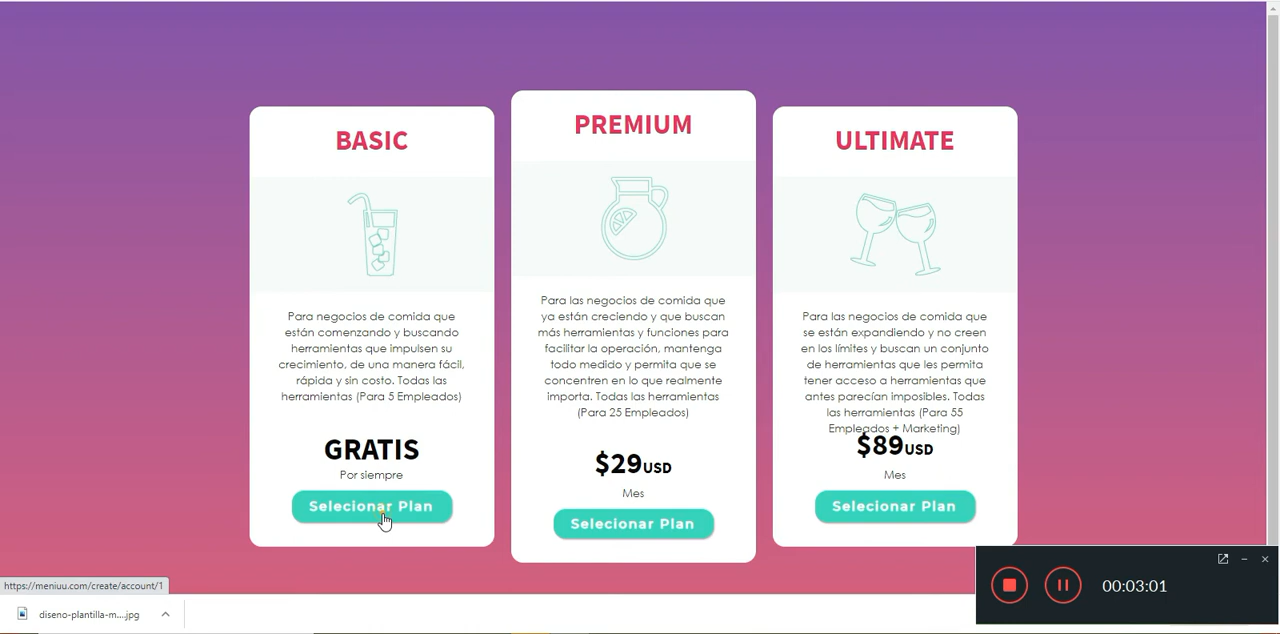 BASIC
Para negocios de comida que
están comenzando y buscando
herramientas que impulsen su
crecimiento, de una manera fácil,
rápida y sin costo. Todas las
herramientas (Para 5 Empleados)
GRATIS
Por siempre
Selecionar Plan
PREMIUM
Para las negocios de comida que
ya están creciendo y que buscan
más herramientas y funciones para
facilitar la operación, mantenga
todo medido y permita que se
concentren en lo que realmente
importa. Todas las herramientas
(Para 25 Empleados)
$29USD
Mes
Selecionar Plan
ULTIMATE
Para las negocios de comida que
se están expandiendo y no creen
en los límites y buscan un conjunto
de herramientas que les permita
tener acceso a herramientas que
antes parecían imposibles. Todas
las herramientas (Para 55
Empleados + Marketing)
$89USD
Mes
Selecionar Plan
https://meniuu.com/create/account/1
diseno-plantilla-m....jpg
00:03:01